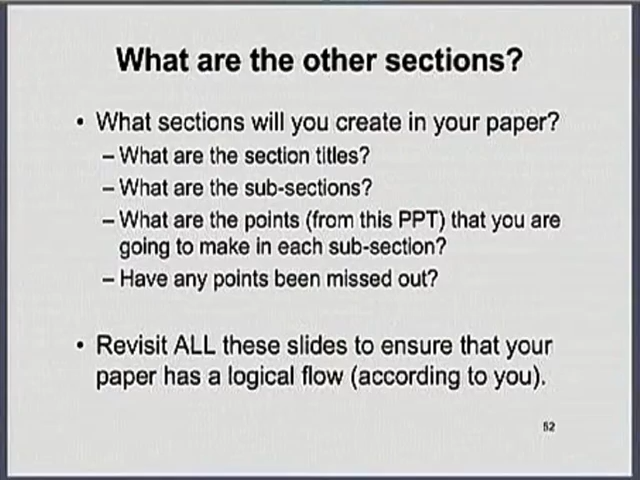 What are the other sections?
• What sections will you create in your paper?
– What are the section titles?
– What are the sub-sections?
– What are the points (from this PPT) that you are
going to make in each sub-section?
– Have any points been missed out?
• Revisit ALL these slides to ensure that your
paper has a logical flow (according to you).
52